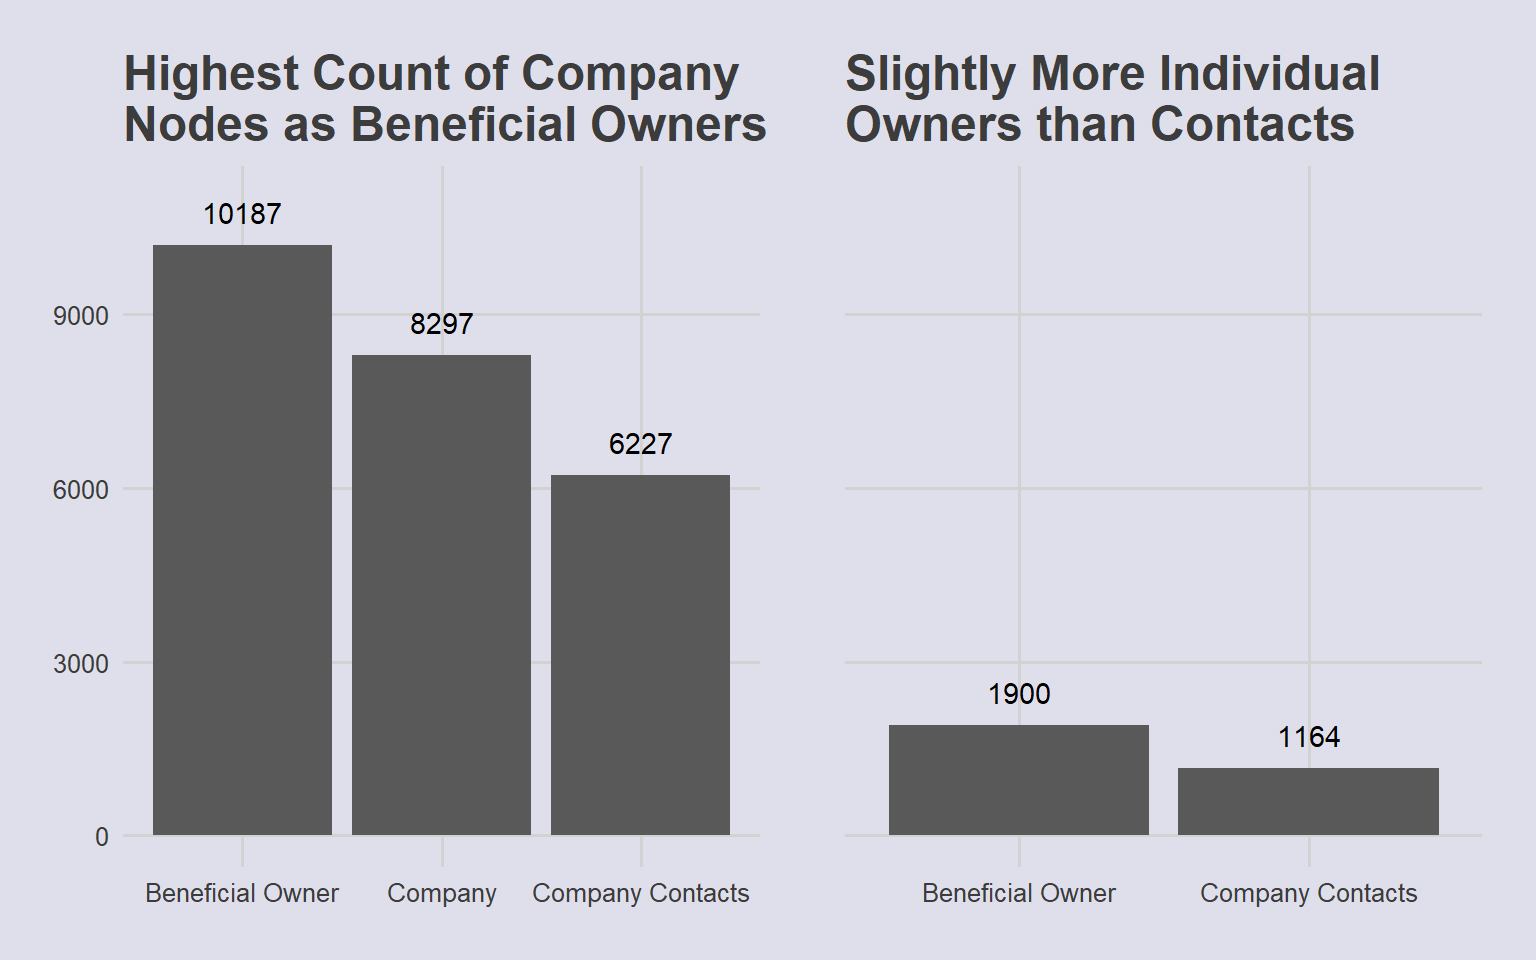 Highest Count of Company
Nodes as Beneficial Owners
10187
8297
6227
9000
6000
3000
0
Beneficial Owner
Company
Company Contacts
Slightly More Individual
Owners than Contacts
1900
1164
Beneficial Owner
Company Contacts